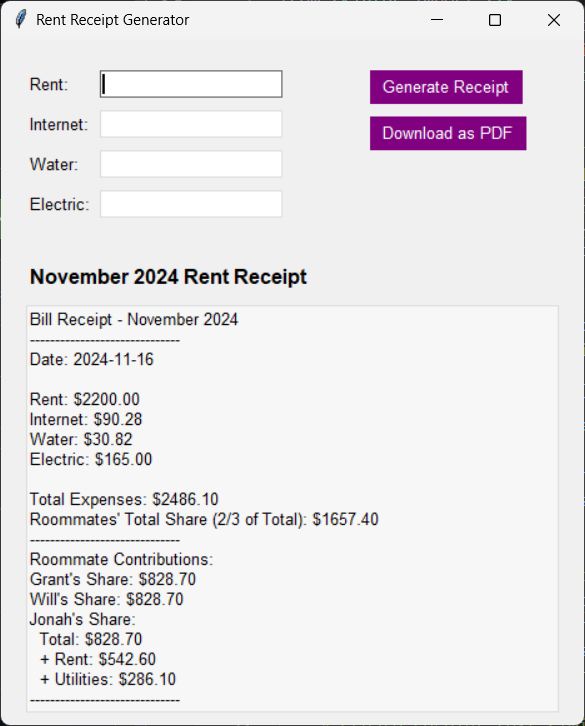 Rent Receipt Generator
Rent:
Generate Receipt
Internet:
Download as PDF
Water:
Electric:
November 2024 Rent Receipt
Bill Receipt - November 2024
------------------------------
Date: 2024-11-16
Rent: $2200.00
Internet: $90.28
Water: $30.82
Electric: $165.00
Total Expenses: $2486.10
Roommates' Total Share (2/3 of Total): $1657.40
------------------------------
Roommate Contributions:
Grant's Share: $828.70
Will's Share: $828.70
Jonah's Share:
Total: $828.70
+ Rent: $542.60
+ Utilities: $286.10
------------------------------